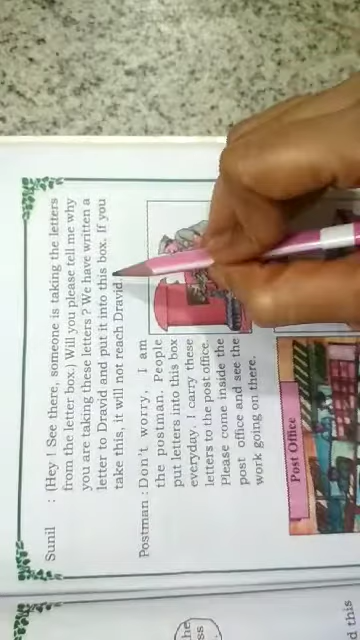 Sunil : (Hey ! See there, someone is taking the letters
from the letter box.) Will you please tell me why
you are taking these letters ? We have written a
letter to Dravid and put it into this box. If you
take this, it will not reach Dravid.
Postman : Don't worry, I am
the postman. People
put letters into this box
everyday. I carry these
letters to the post office.
Please come inside the
post office and see the
work going on there.
Post Office
he
ss
d this